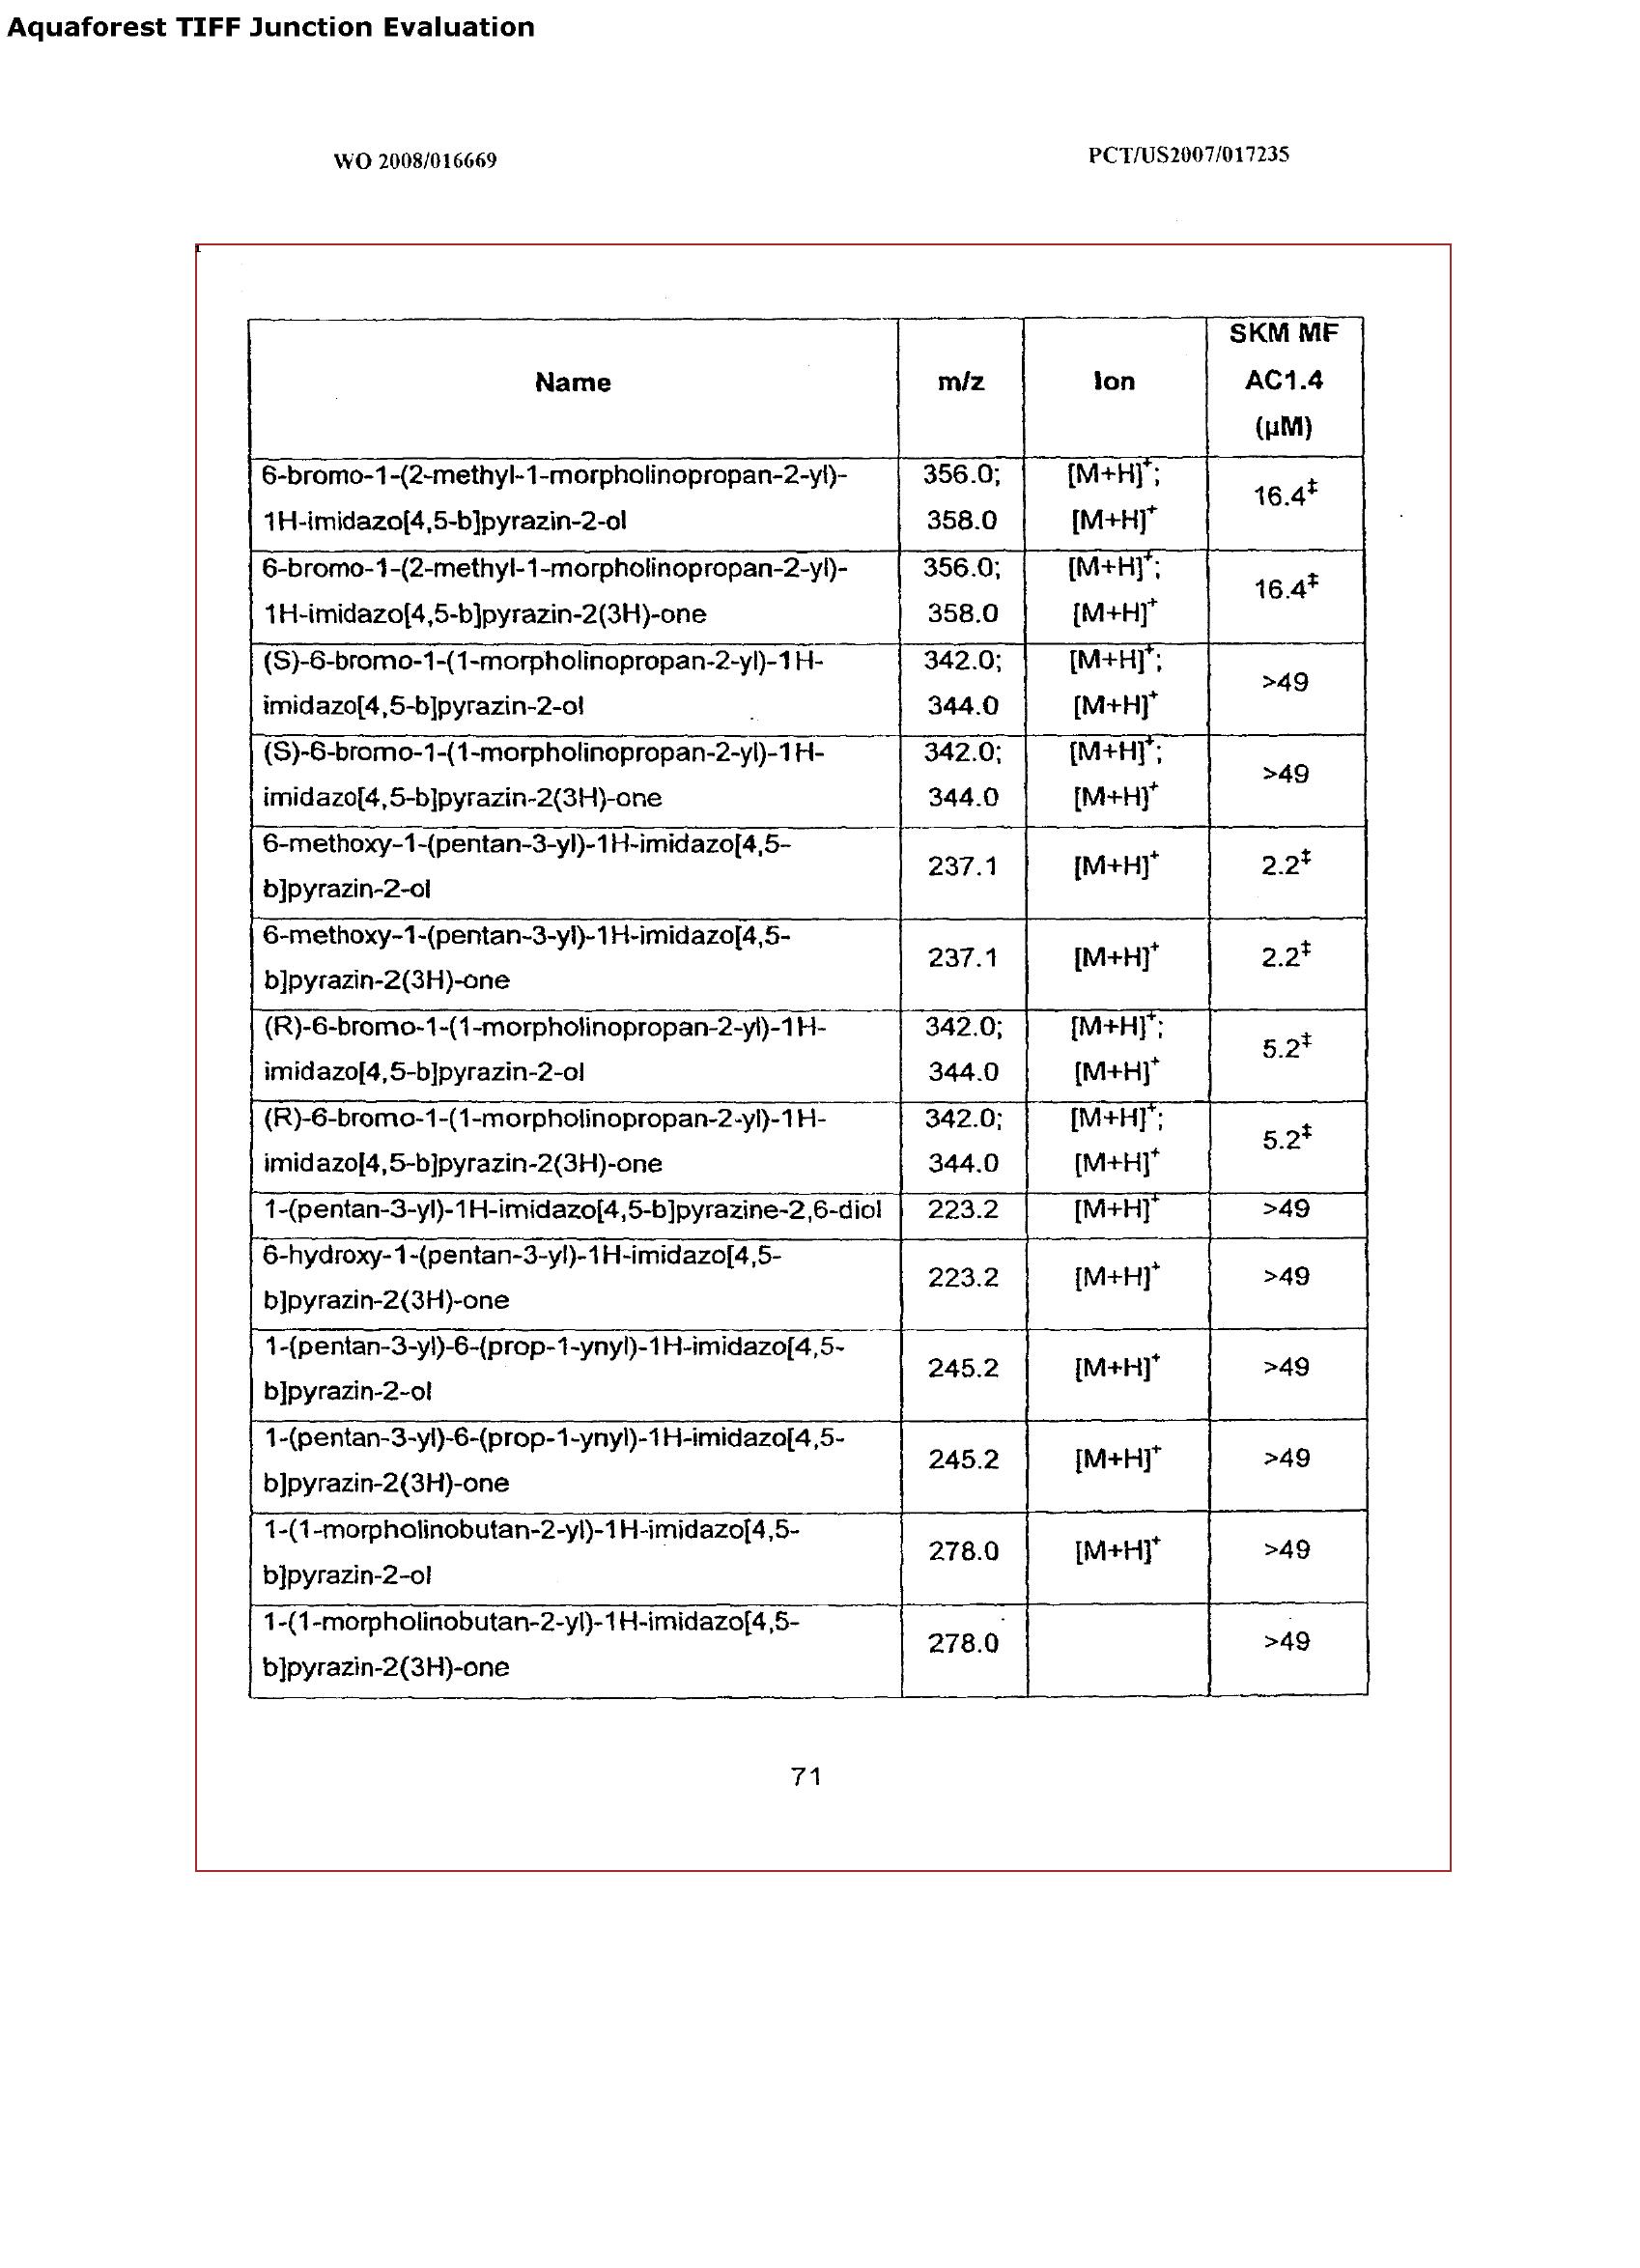 Aquaforest TIFF Junction Evaluation
WO 2008/016669 PCT/US2007/017235
Name m/z Ion SKM MF
AC1.4
(µM)
6-bromo-1-(2-methyl-1-morpholinopropan-2-yl)- 356.0; [M+H]⁺; 16.4‡
1H-imidazo[4,5-b]pyrazin-2-ol 358.0 [M+H]⁺
6-bromo-1-(2-methyl-1-morpholinopropan-2-yl)- 356.0; [M+H]⁺; 16.4‡
1H-imidazo[4,5-b]pyrazin-2(3H)-one 358.0 [M+H]⁺
(S)-6-bromo-1-(1-morpholinopropan-2-yl)-1H- 342.0; [M+H]⁺; >49
imidazo[4,5-b]pyrazin-2-ol 344.0 [M+H]⁺
(S)-6-bromo-1-(1-morpholinopropan-2-yl)-1H- 342.0; [M+H]⁺; >49
imidazo[4,5-b]pyrazin-2(3H)-one 344.0 [M+H]⁺
6-methoxy-1-(pentan-3-yl)-1H-imidazo[4,5- 237.1 [M+H]⁺ 2.2‡
b]pyrazin-2-ol
6-methoxy-1-(pentan-3-yl)-1H-imidazo[4,5- 237.1 [M+H]⁺ 2.2‡
b]pyrazin-2(3H)-one
(R)-6-bromo-1-(1-morpholinopropan-2-yl)-1H- 342.0; [M+H]⁺; 5.2‡
imidazo[4,5-b]pyrazin-2-ol 344.0 [M+H]⁺
(R)-6-bromo-1-(1-morpholinopropan-2-yl)-1H- 342.0; [M+H]⁺; 5.2‡
imidazo[4,5-b]pyrazin-2(3H)-one 344.0 [M+H]⁺
1-(pentan-3-yl)-1H-imidazo[4,5-b]pyrazine-2,6-diol 223.2 [M+H]⁺ >49
6-hydroxy-1-(pentan-3-yl)-1H-imidazo[4,5- 223.2 [M+H]⁺ >49
b]pyrazin-2(3H)-one
1-(pentan-3-yl)-6-(prop-1-ynyl)-1H-imidazo[4,5- 245.2 [M+H]⁺ >49
b]pyrazin-2-ol
1-(pentan-3-yl)-6-(prop-1-ynyl)-1H-imidazo[4,5- 245.2 [M+H]⁺ >49
b]pyrazin-2(3H)-one
1-(1-morpholinobutan-2-yl)-1H-imidazo[4,5- 278.0 [M+H]⁺ >49
b]pyrazin-2-ol
1-(1-morpholinobutan-2-yl)-1H-imidazo[4,5- 278.0 >49
b]pyrazin-2(3H)-one
71